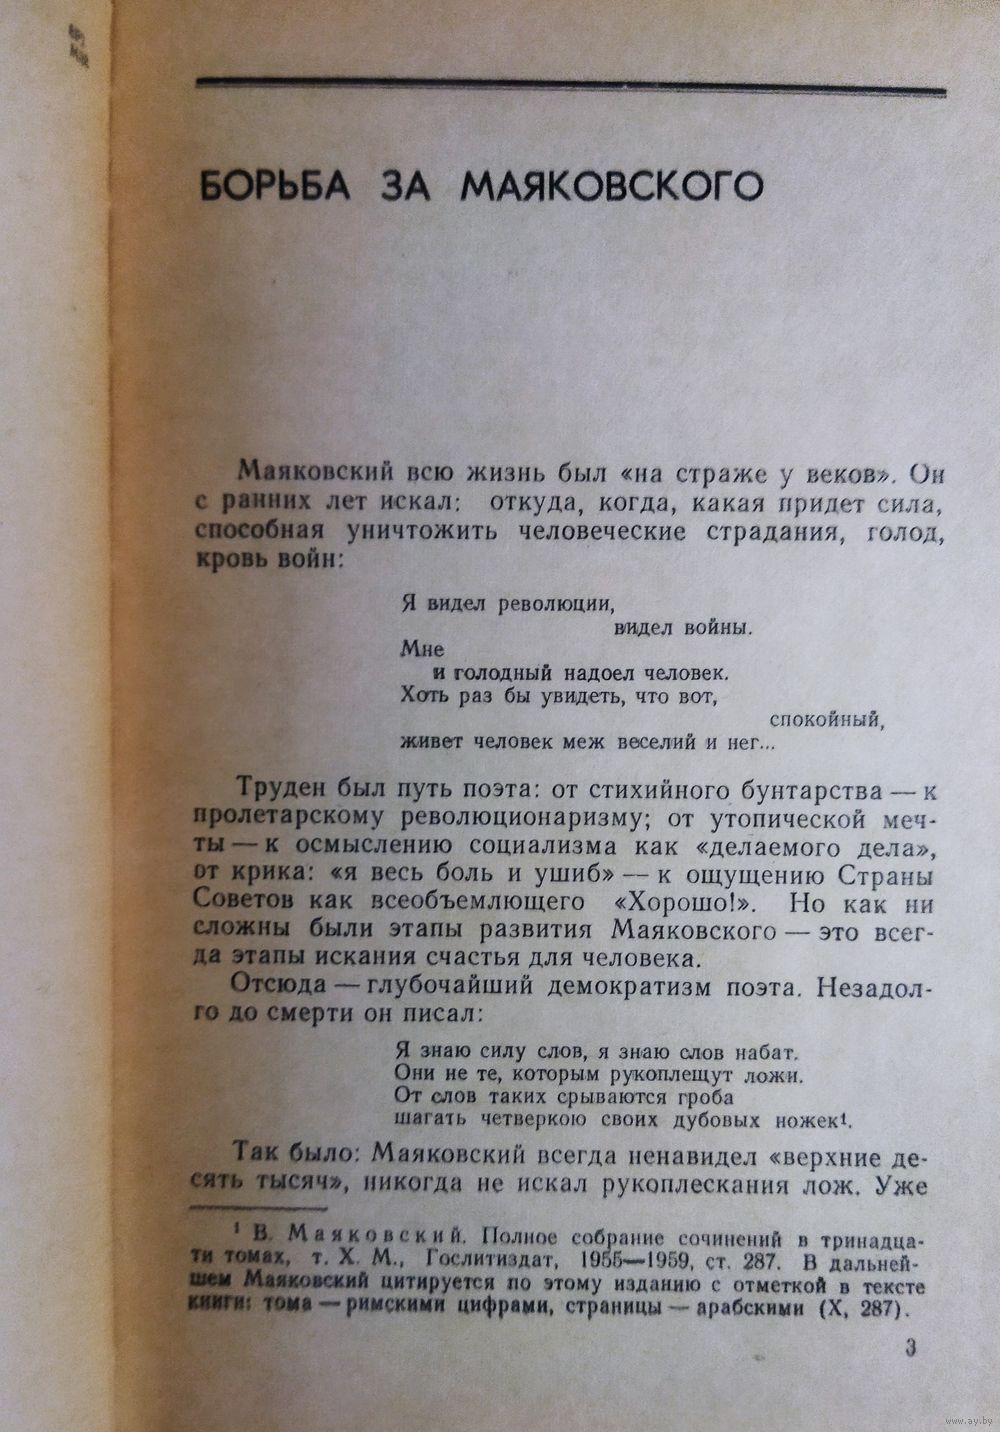 БОРЬБА ЗА МАЯКОВСКОГО
Маяковский всю жизнь был «на страже у веков». Он
с ранних лет искал: откуда, когда, какая придет сила,
способная уничтожить человеческие страдания, голод,
кровь войн:
Я видел революции,
видел войны.
Мне
и голодный надоел человек.
Хоть раз бы увидеть, что вот,
спокойный,
живет человек меж веселий и нег...
Труден был путь поэта: от стихийного бунтарства — к
пролетарскому революционаризму; от утопической меч-
ты — к осмыслению социализма как «делаемого дела»,
от крика: «я весь боль и ушиб» — к ощущению Страны
Советов как всеобъемлющего «Хорошо!». Но как ни
сложны были этапы развития Маяковского — это всег-
да этапы искания счастья для человека.
Отсюда — глубочайший демократизм поэта. Незадол-
го до смерти он писал:
Я знаю силу слов, я знаю слов набат.
Они не те, которым рукоплещут ложи.
От слов таких срываются гроба
шагать четверкою своих дубовых ножек¹.
Так было: Маяковский всегда ненавидел «верхние де-
сять тысяч», никогда не искал рукоплескания лож. Уже
¹ В. Маяковский. Полное собрание сочинений в тринадца-
ти томах, т. X. М., Гослитиздат, 1955—1959, ст. 287. В дальней-
шем Маяковский цитируется по этому изданию с отметкой в тексте
книги: тома — римскими цифрами, страницы — арабскими (X, 287).
3
www.ay.by